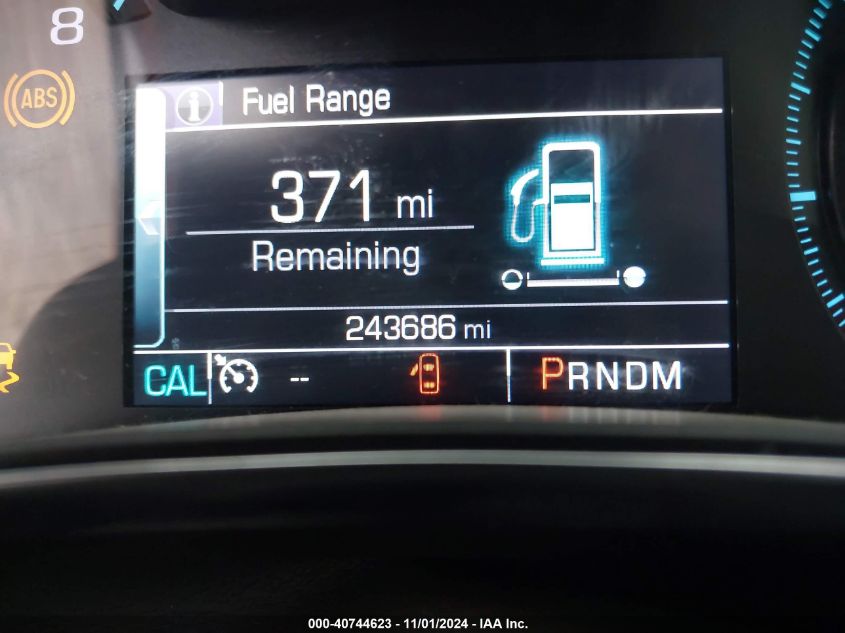 8
ABS
i Fuel Range
371 mi
Remaining
243686 mi
CAL -- PRNDM
000-40744623 - 11/01/2024 - IAA Inc.